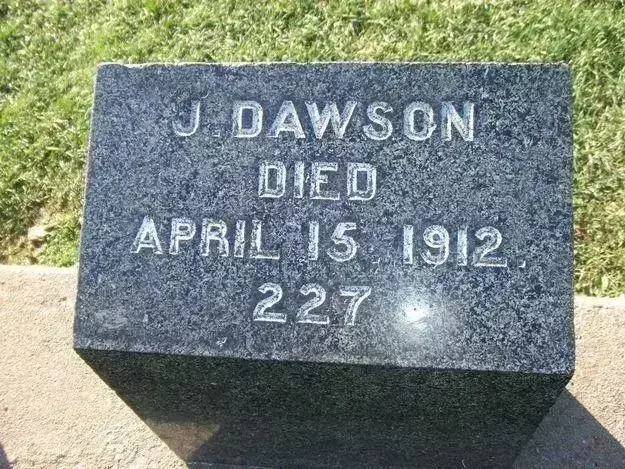 J. DAWSON
DIED
APRIL 15, 1912.
227